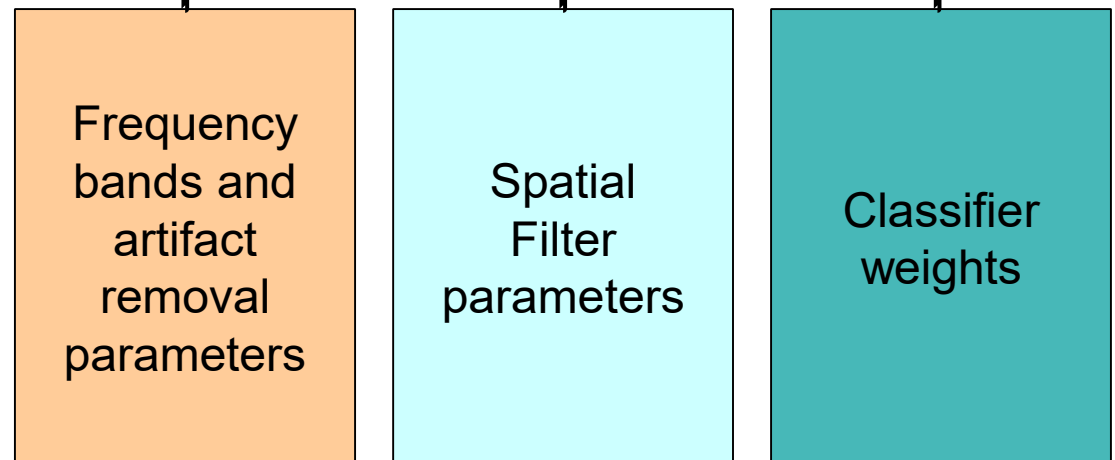 Frequency
bands and
artifact
removal
parameters
Spatial
Filter
parameters
Classifier
weights